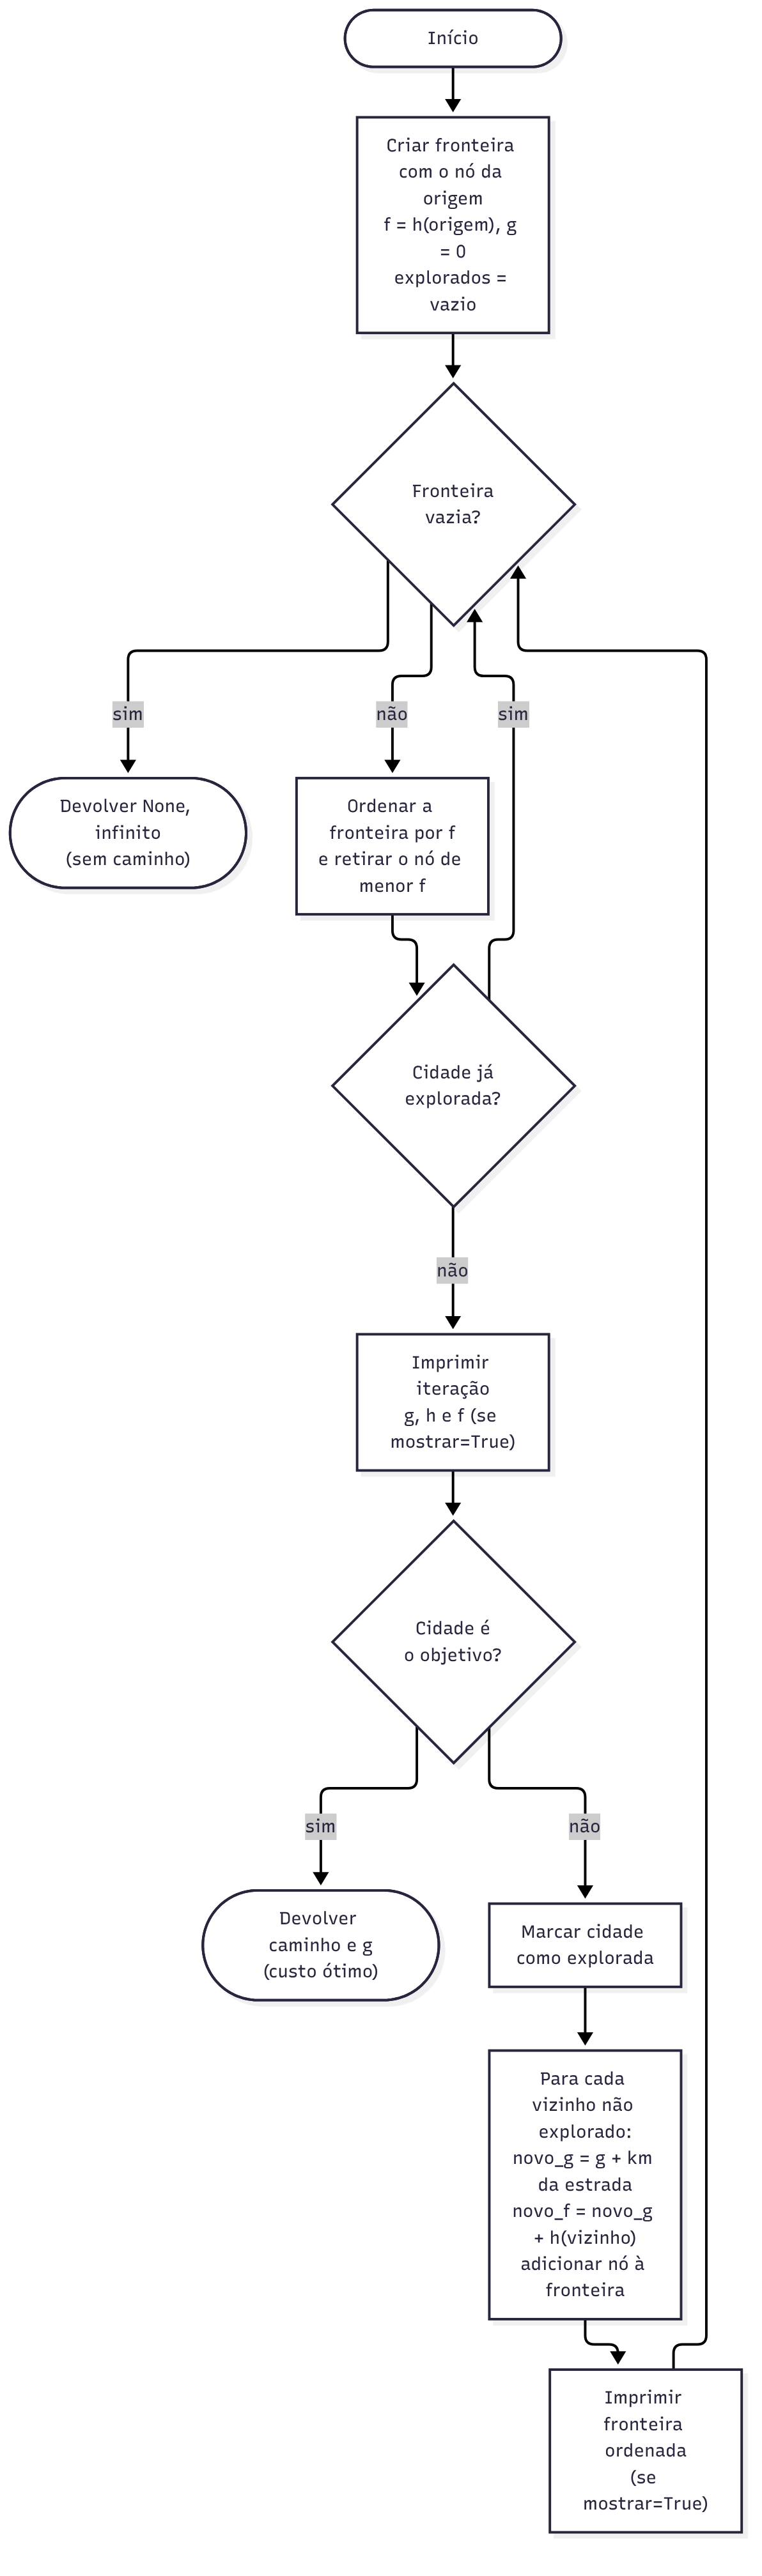 Início
Criar fronteira
com o nó da
origem
f = h(origem), g
= 0
explorados =
vazio
Fronteira
vazia?
sim
não
sim
Devolver None,
infinito
(sem caminho)
Ordenar a
fronteira por f
e retirar o nó de
menor f
Cidade já
explorada?
não
Imprimir
iteração
g, h e f (se
mostrar=True)
Cidade é
o objetivo?
sim
não
Devolver
caminho e g
(custo ótimo)
Marcar cidade
como explorada
Para cada
vizinho não
explorado:
novo_g = g + km
da estrada
novo_f = novo_g
+ h(vizinho)
adicionar nó à
fronteira
Imprimir
fronteira
ordenada
(se
mostrar=True)